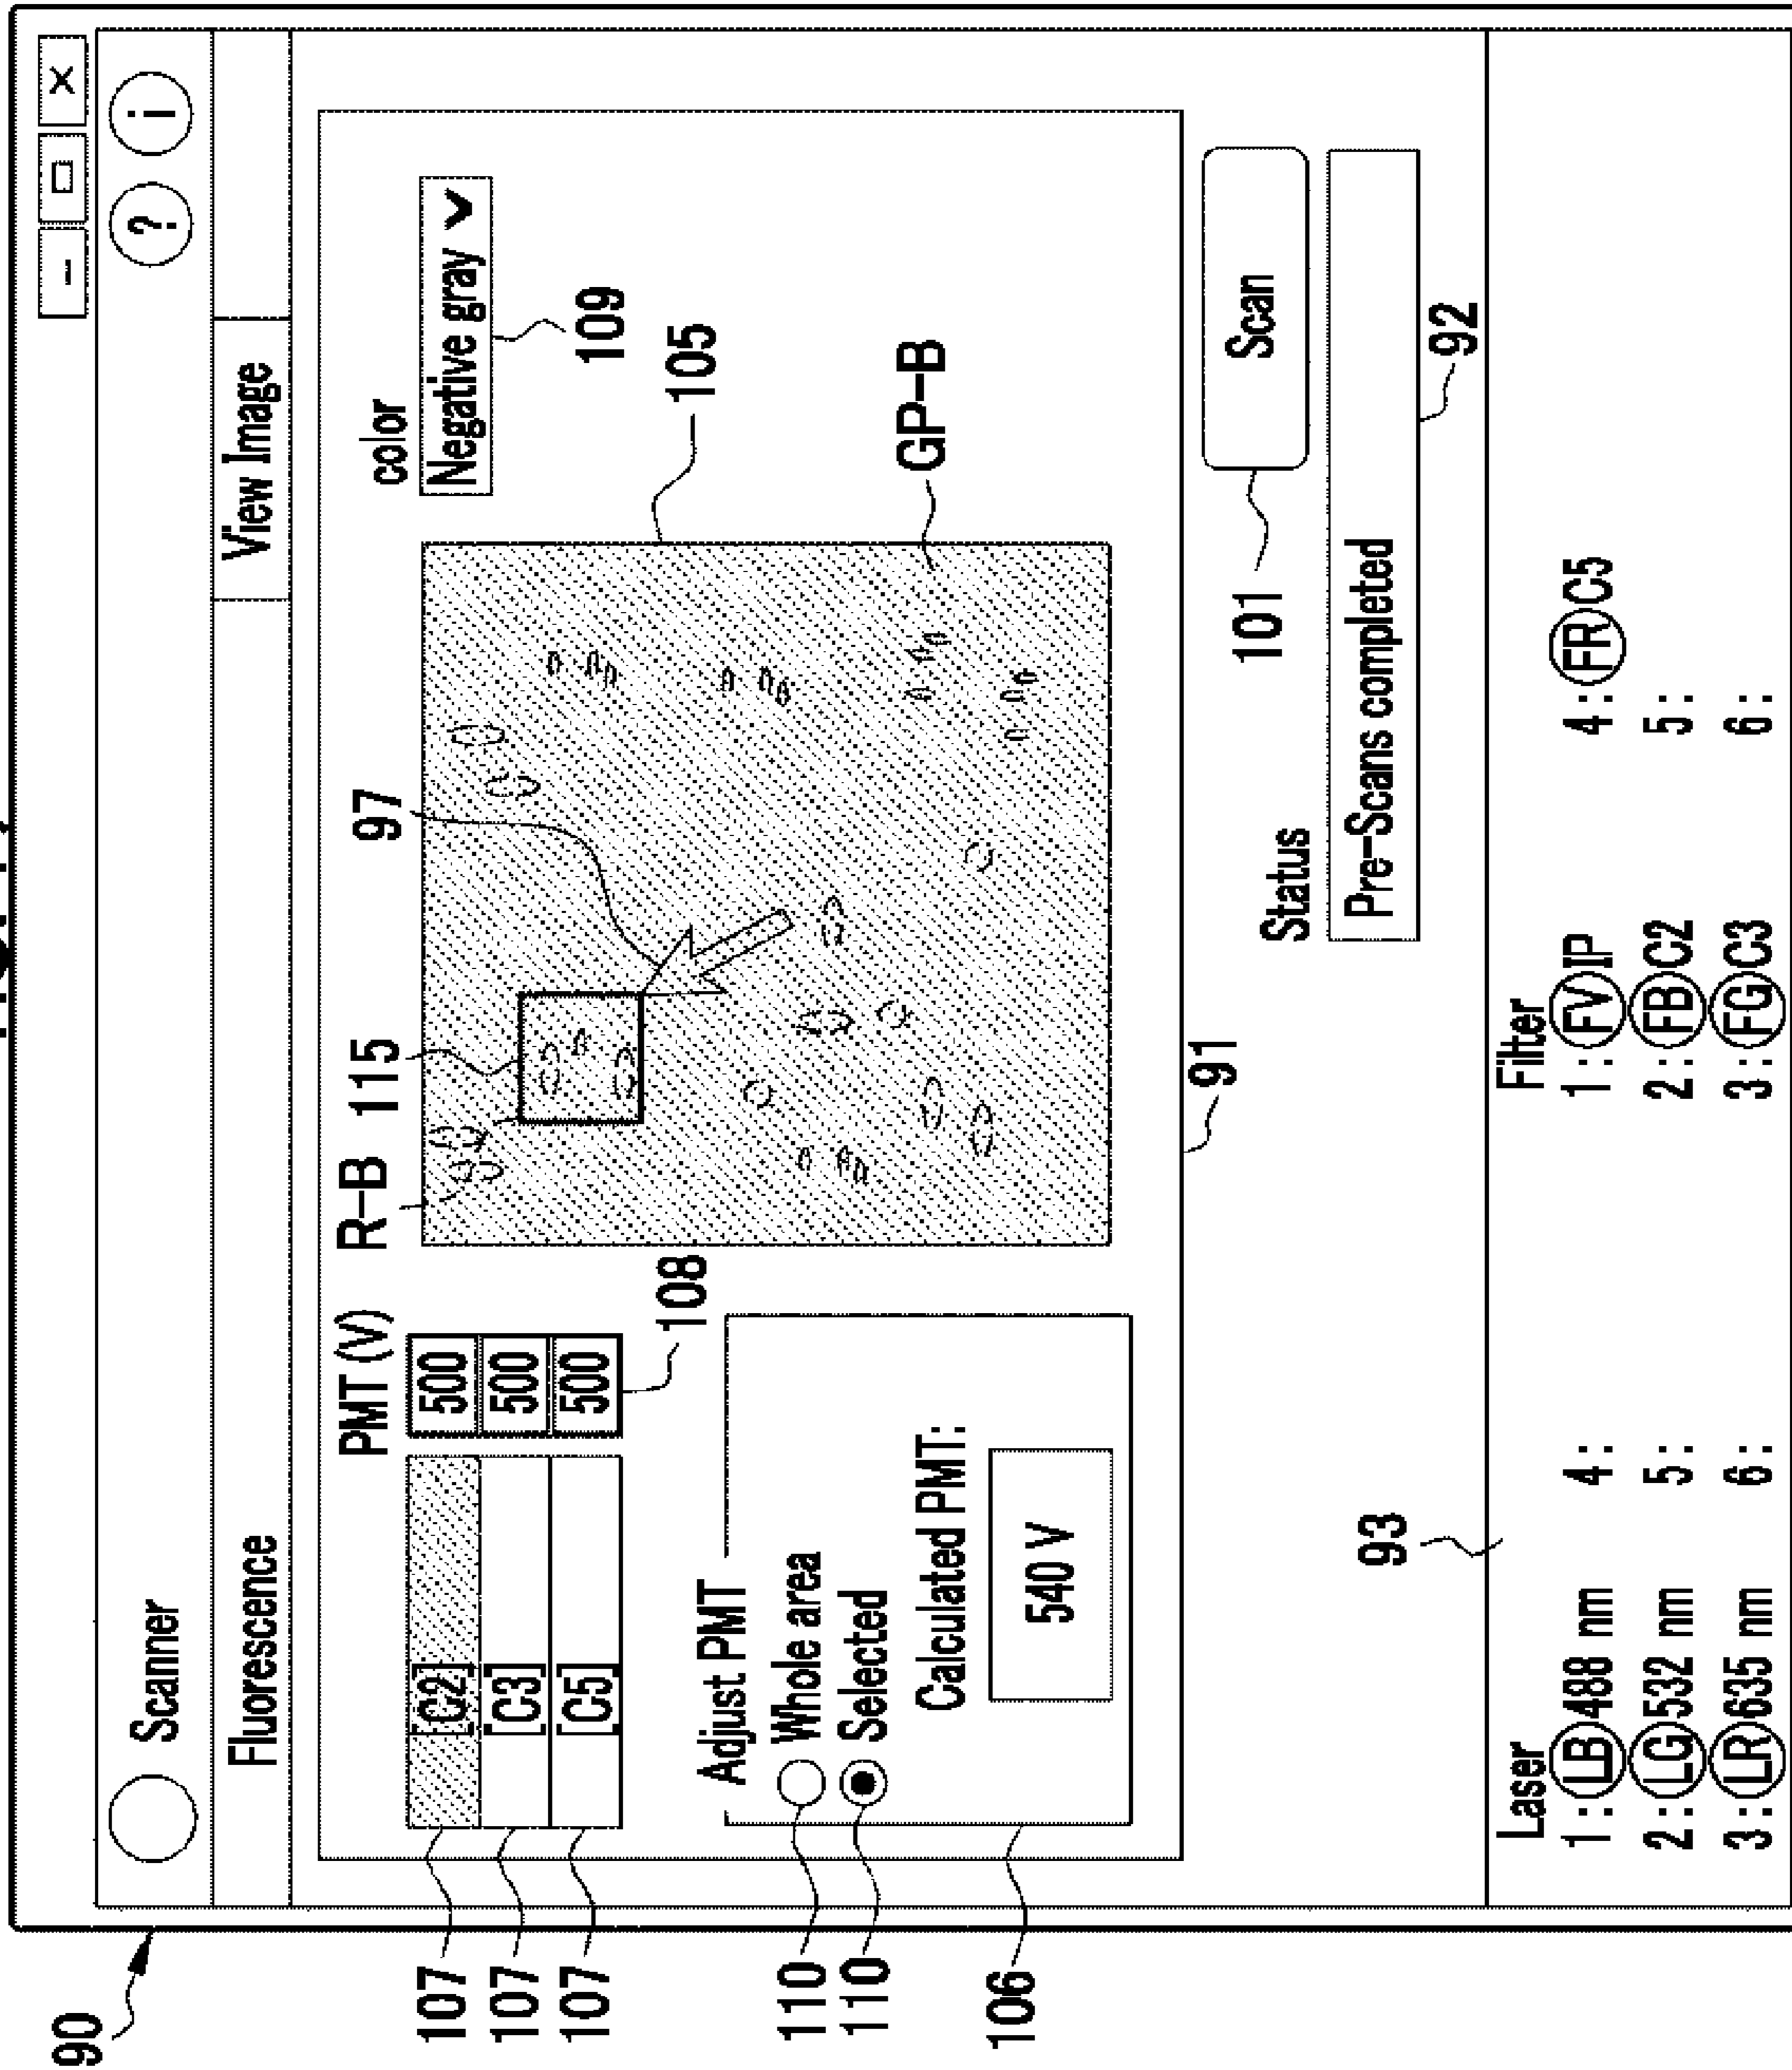 90
Scanner
?
i
Fluorescence
View Image
PMT (V)
R-B
115
97
color
107
[C2]
500
Negative gray
107
[C3]
500
109
107
[C5]
500
108
105
Adjust PMT
110
Whole area
110
Selected
GP-B
Calculated PMT:
106
540 V
91
101
Scan
Status
Pre-Scans completed
92
93
Laser
Filter
1: LB 488 nm
4:
1: FV IP
4: FR C5
2: LG 532 nm
5:
2: FB C2
5:
3: LR 635 nm
6:
3: FG C3
6: